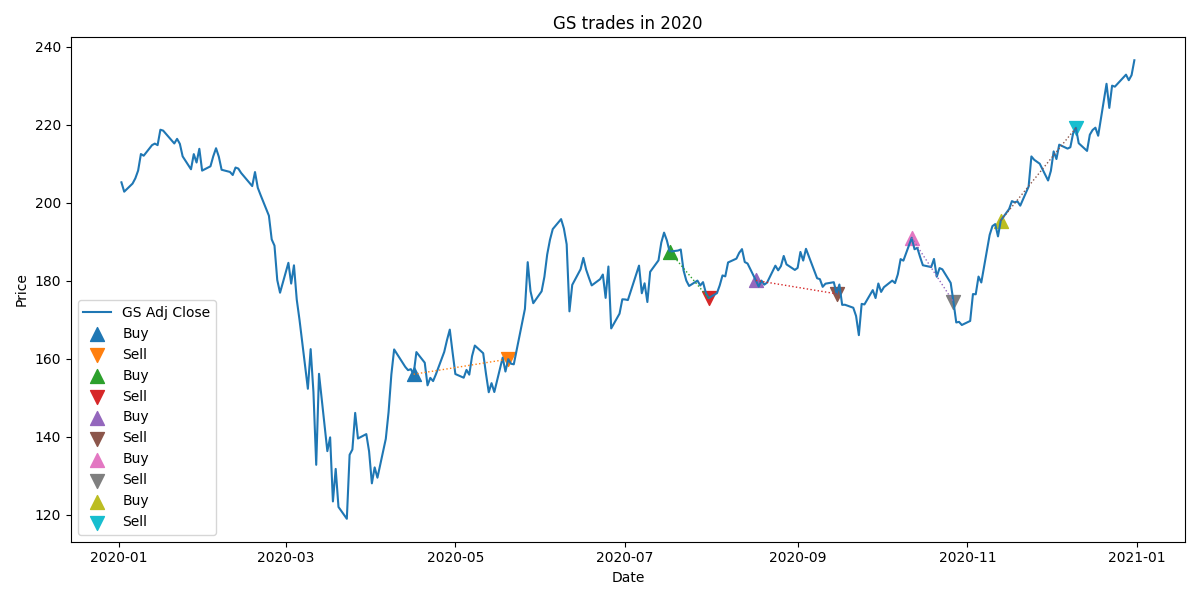 GS trades in 2020
240
220
200
180
160
140
120
Price
GS Adj Close
Buy
Sell
Buy
Sell
Buy
Sell
Buy
Sell
Buy
Sell
2020-01
2020-03
2020-05
2020-07
2020-09
2020-11
2021-01
Date